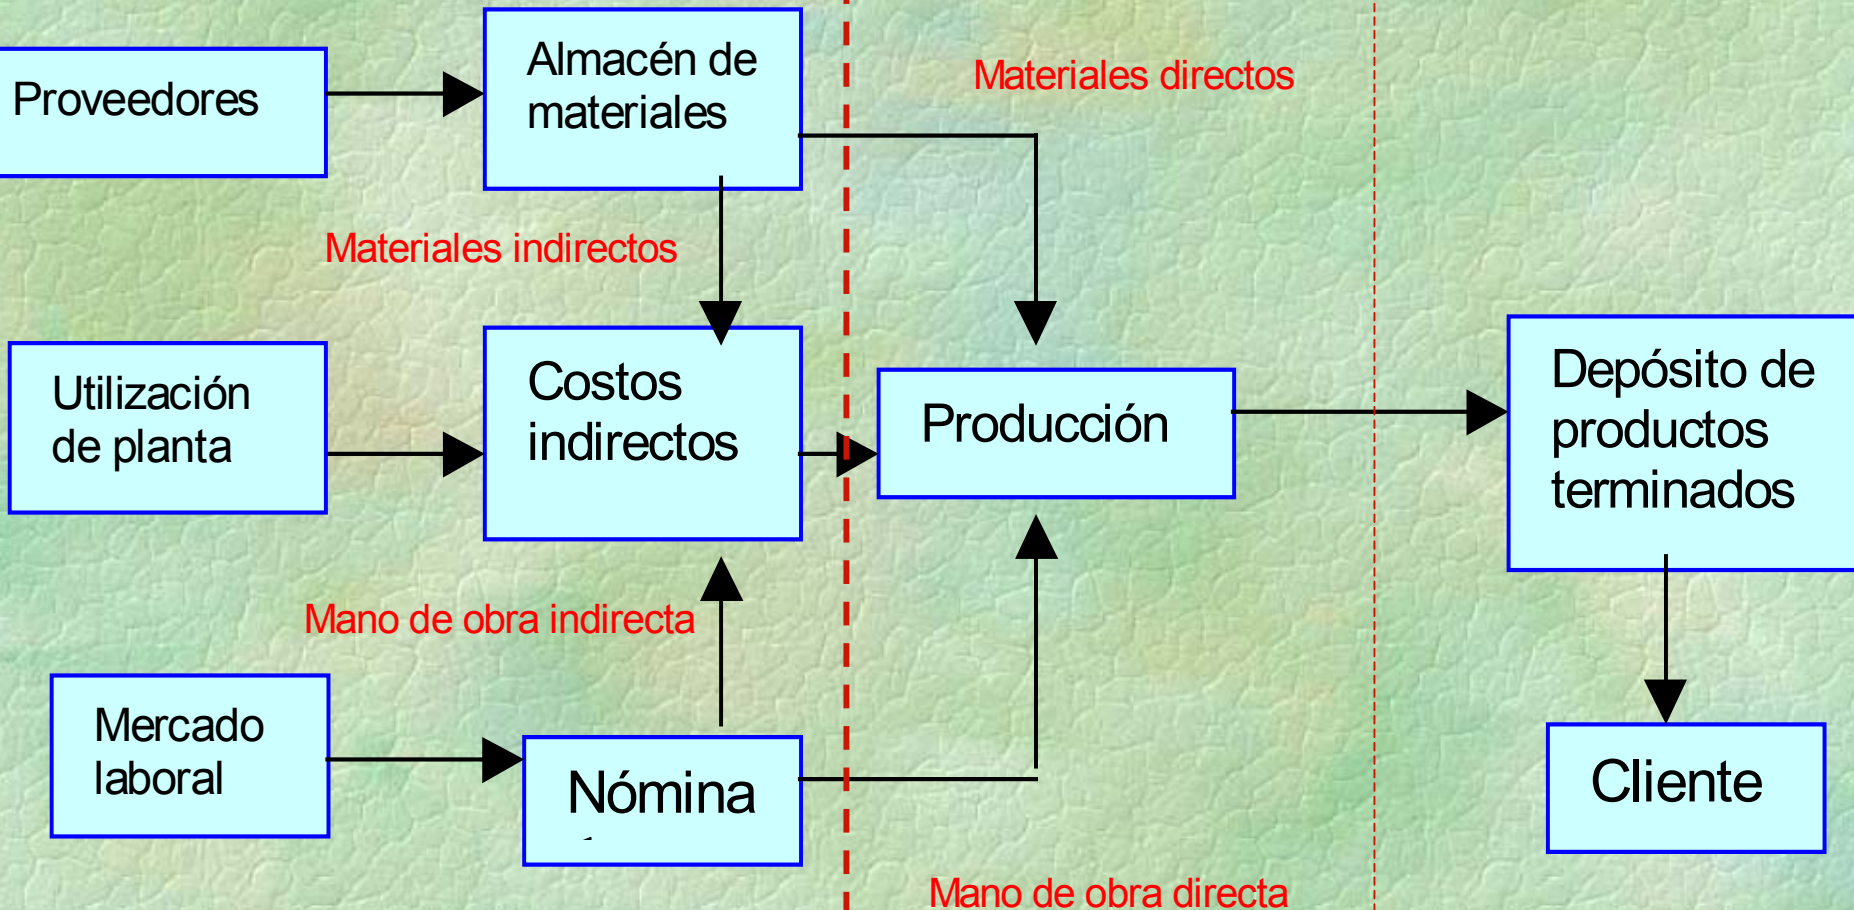 Proveedores
Almacén de
materiales
Materiales directos
Materiales indirectos
Utilización
de planta
Costos
indirectos
Producción
Depósito de
productos
terminados
Mano de obra indirecta
Mercado
laboral
Nómina
Cliente
Mano de obra directa